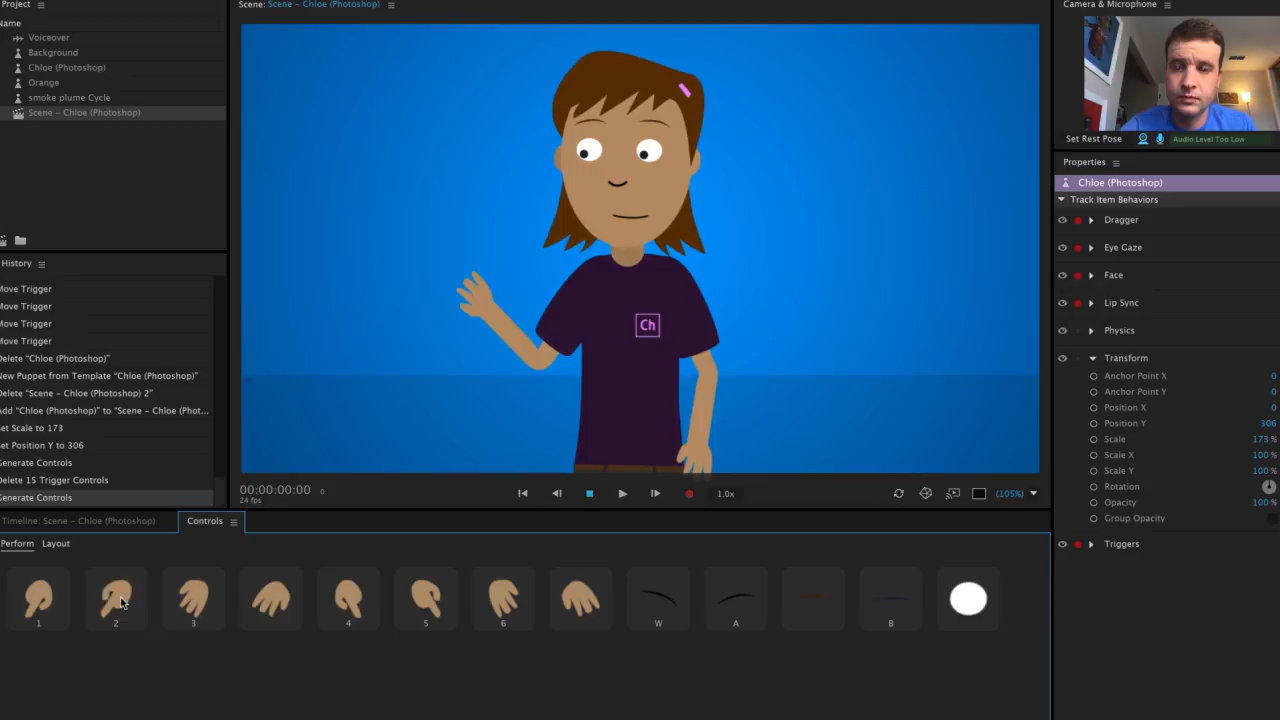 Project
Name
Voiceover
Background
Chloe (Photoshop)
Orange
smoke plume Cycle
Scene – Chloe (Photoshop)
History
Move Trigger
Move Trigger
Move Trigger
Move Trigger
Delete "Chloe (Photoshop)"
New Puppet from Template "Chloe (Photoshop)"
Delete "Scene – Chloe (Photoshop) 2"
Add "Chloe (Photoshop)" to "Scene – Chloe (Phot...
et Scale to 173
et Position Y to 306
Generate Controls
Delete 15 Trigger Controls
Generate Controls
Scene: Scene – Chloe (Photoshop)
Ch
00:00:00:00 0
24 fps
1.0x
(105%)
Timeline: Scene – Chloe (Photoshop)
Controls
Perform Layout
1 2 3 4 5 6 W A B
Camera & Microphone
Set Rest Pose
Audio Level Too Low
Properties
Chloe (Photoshop)
Track Item Behaviors
Dragger
Eye Gaze
Face
Lip Sync
Physics
Transform
Anchor Point X 0
Anchor Point Y 0
Position X 0
Position Y 306
Scale 173 %
Scale X 100 %
Scale Y 100 %
Rotation
Opacity 100 %
Group Opacity
Triggers